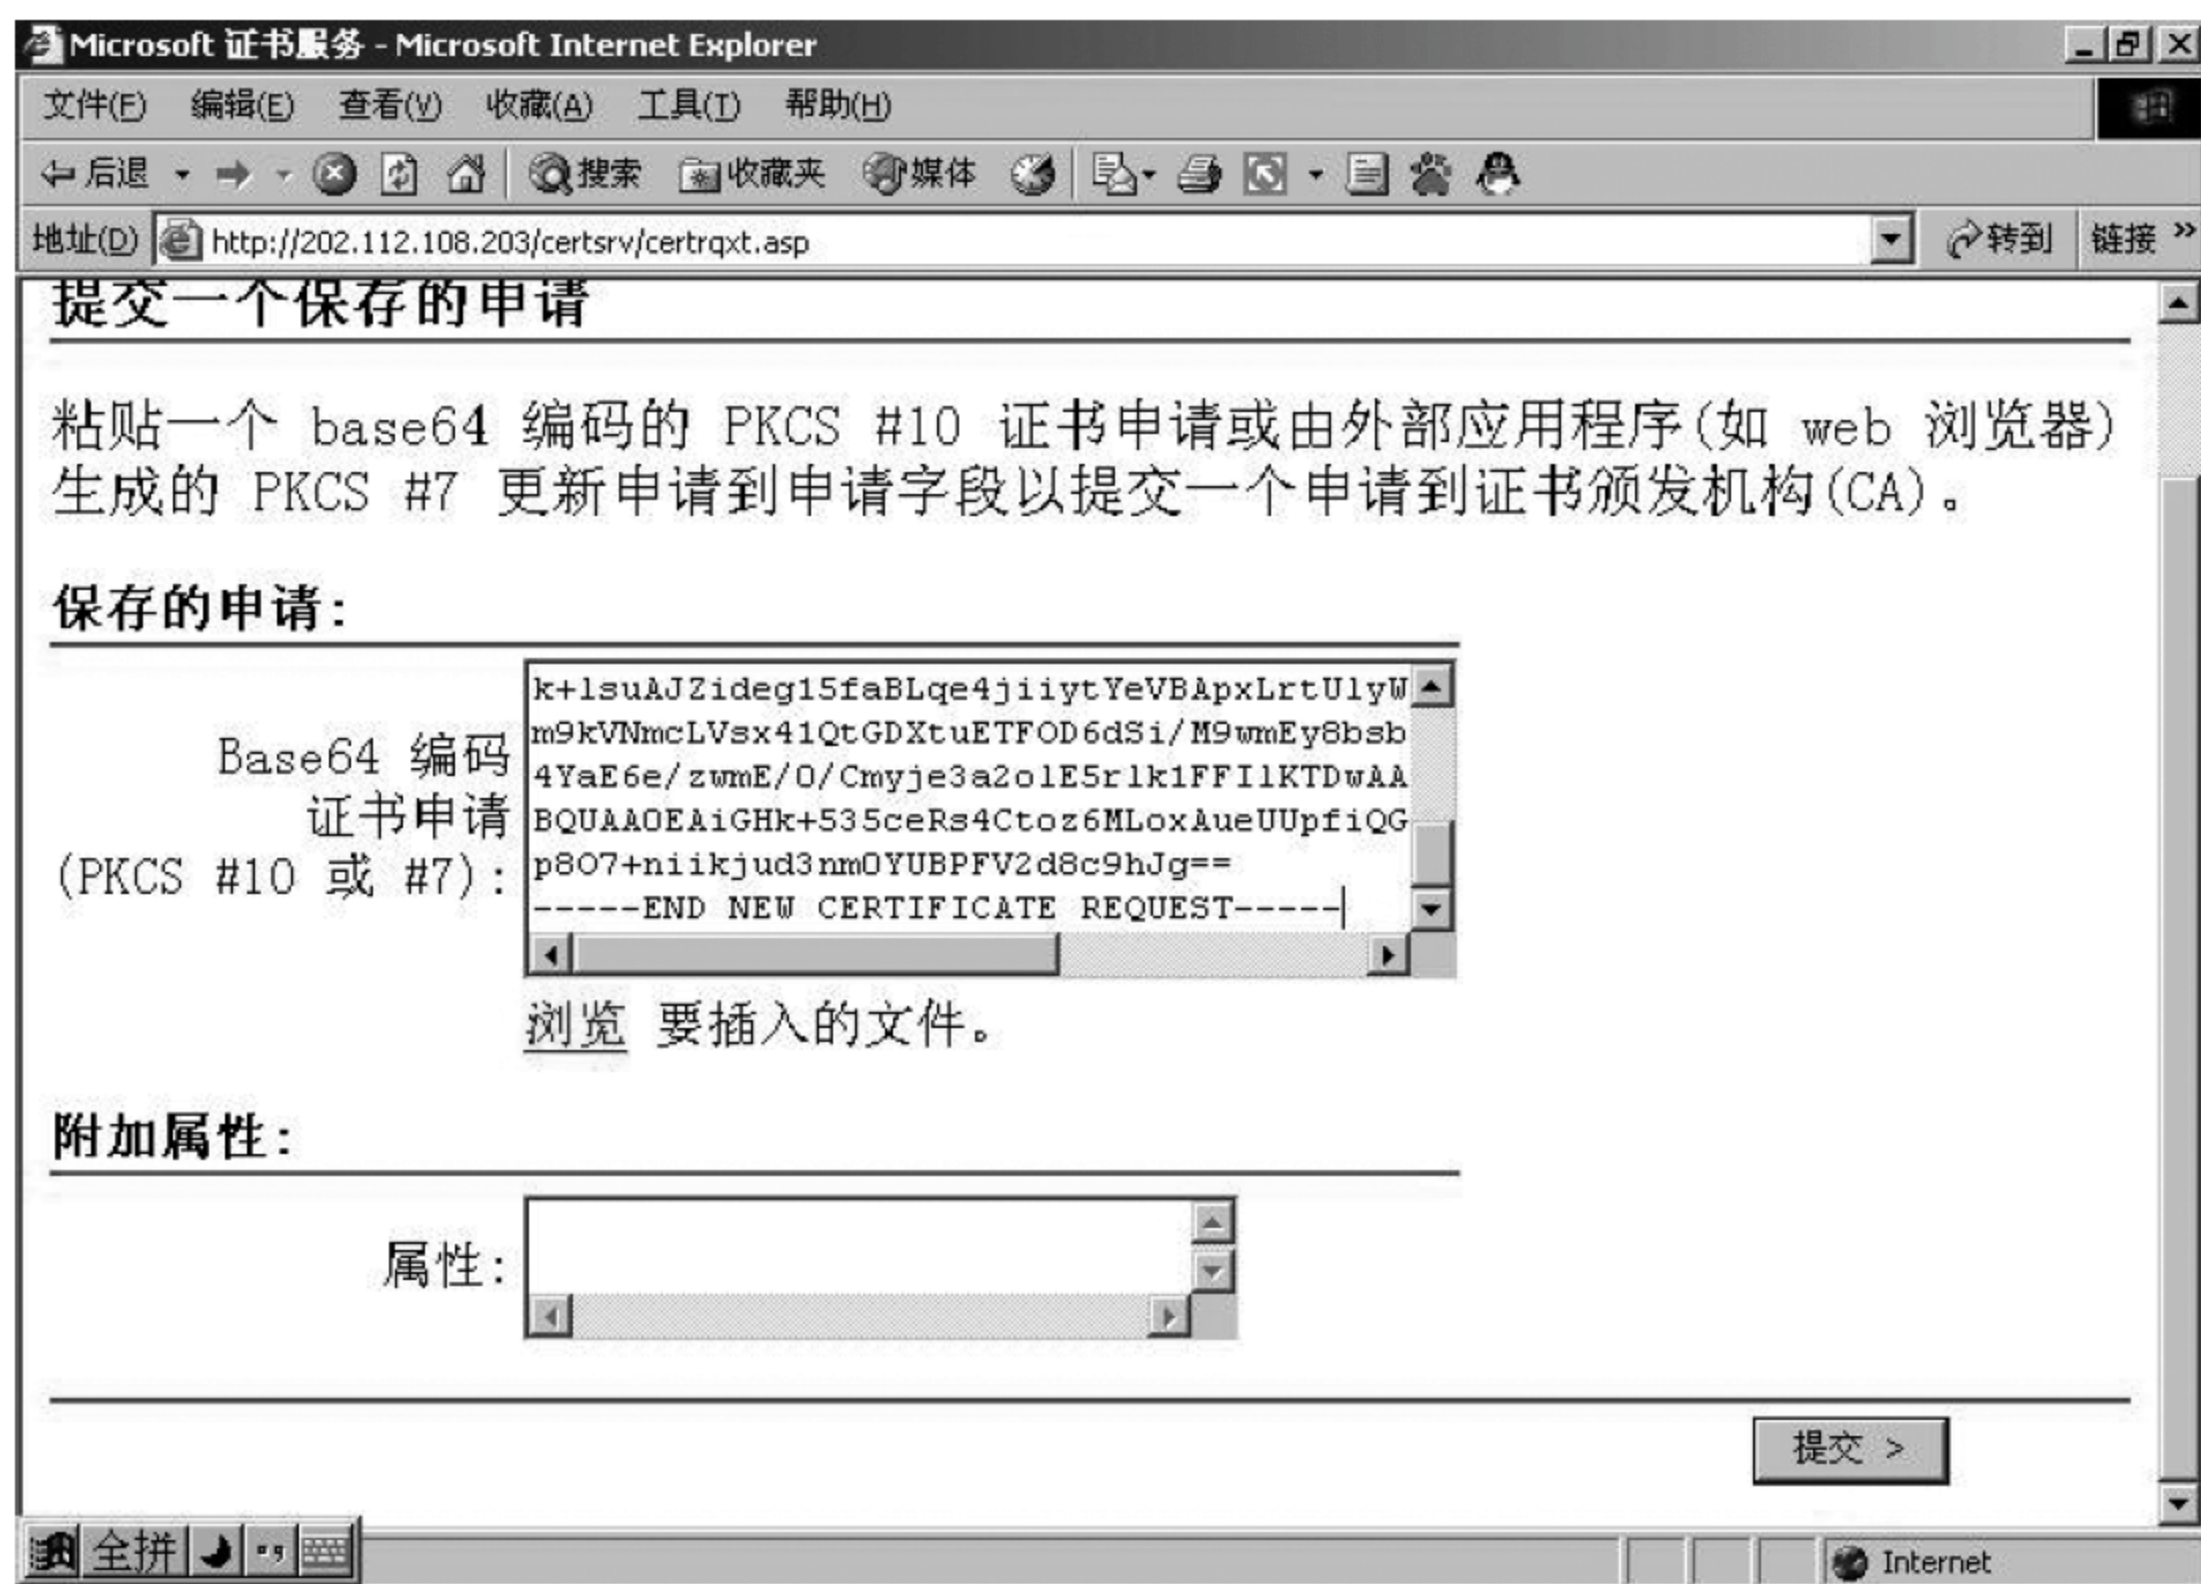 Microsoft 证书服务 - Microsoft Internet Explorer
文件(F) 编辑(E) 查看(V) 收藏(A) 工具(T) 帮助(H)
后退 搜索 收藏夹 媒体
地址(D) http://202.112.108.203/certsrv/certrqxt.asp 转到 链接 »
提交一个保存的申请
粘贴一个 base64 编码的 PKCS #10 证书申请或由外部应用程序(如 web 浏览器)
生成的 PKCS #7 更新申请到申请字段以提交一个申请到证书颁发机构(CA)。
保存的申请:
Base64 编码
证书申请
(PKCS #10 或 #7):
k+lsuAJZideg15faBLqe4jiiytYeVBApxLrtUlyW
m9kVNmcLVsx41QtGDXtuETFOD6dSi/M9wmEy8bsb
4YaE6e/zwmE/O/Cmyje3a2olE5rlk1FFIlKTDwAA
BQUAA0EAiGHk+535ceRs4Ctoz6MLoxAueUUpfiQG
p8O7+niikjud3nm0YUBPFV2d8c9hJg==
-----END NEW CERTIFICATE REQUEST-----
浏览 要插入的文件。
附加属性:
属性:
提交 >
全拼
Internet